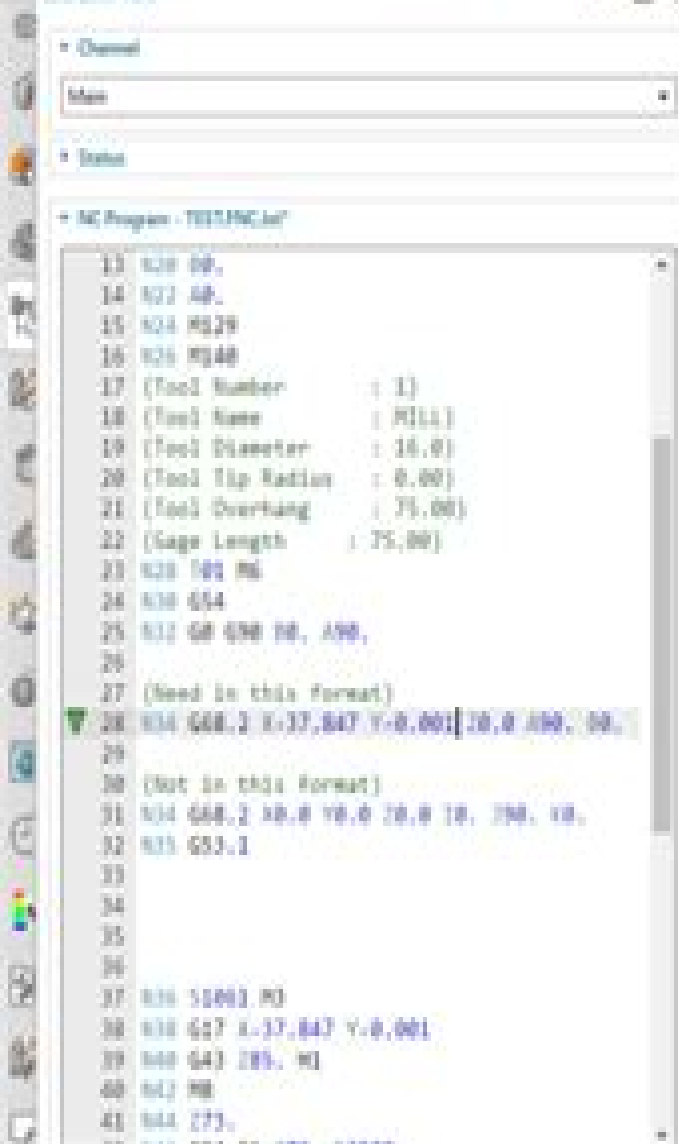 Channel
Main
Status
NC Program - TEST.FNC.txt*
13 N20 B0.
14 N22 A0.
15 N24 M129
16 N26 M140
17 (Tool Number : 1)
18 (Tool Name : MILL)
19 (Tool Diameter : 16.0)
20 (Tool Tip Radius : 0.00)
21 (Tool Overhang : 75.00)
22 (Gage Length : 75.00)
23 N28 T01 M6
24 N30 G54
25 N32 G0 G90 B0. A90.
26
27 (Need in this format)
28 N34 G68.2 X-37.847 Y-0.001 Z0.0 A90. B0.
29
30 (Not in this Format)
31 N34 G68.2 X0.0 Y0.0 Z0.0 I0. J90. K0.
32 N35 G53.1
33
34
35
36
37 N36 S1061 M3
38 N38 G17 X-37.847 Y-0.001
39 N40 G43 Z85. H1
40 N42 M8
41 N44 Z73.